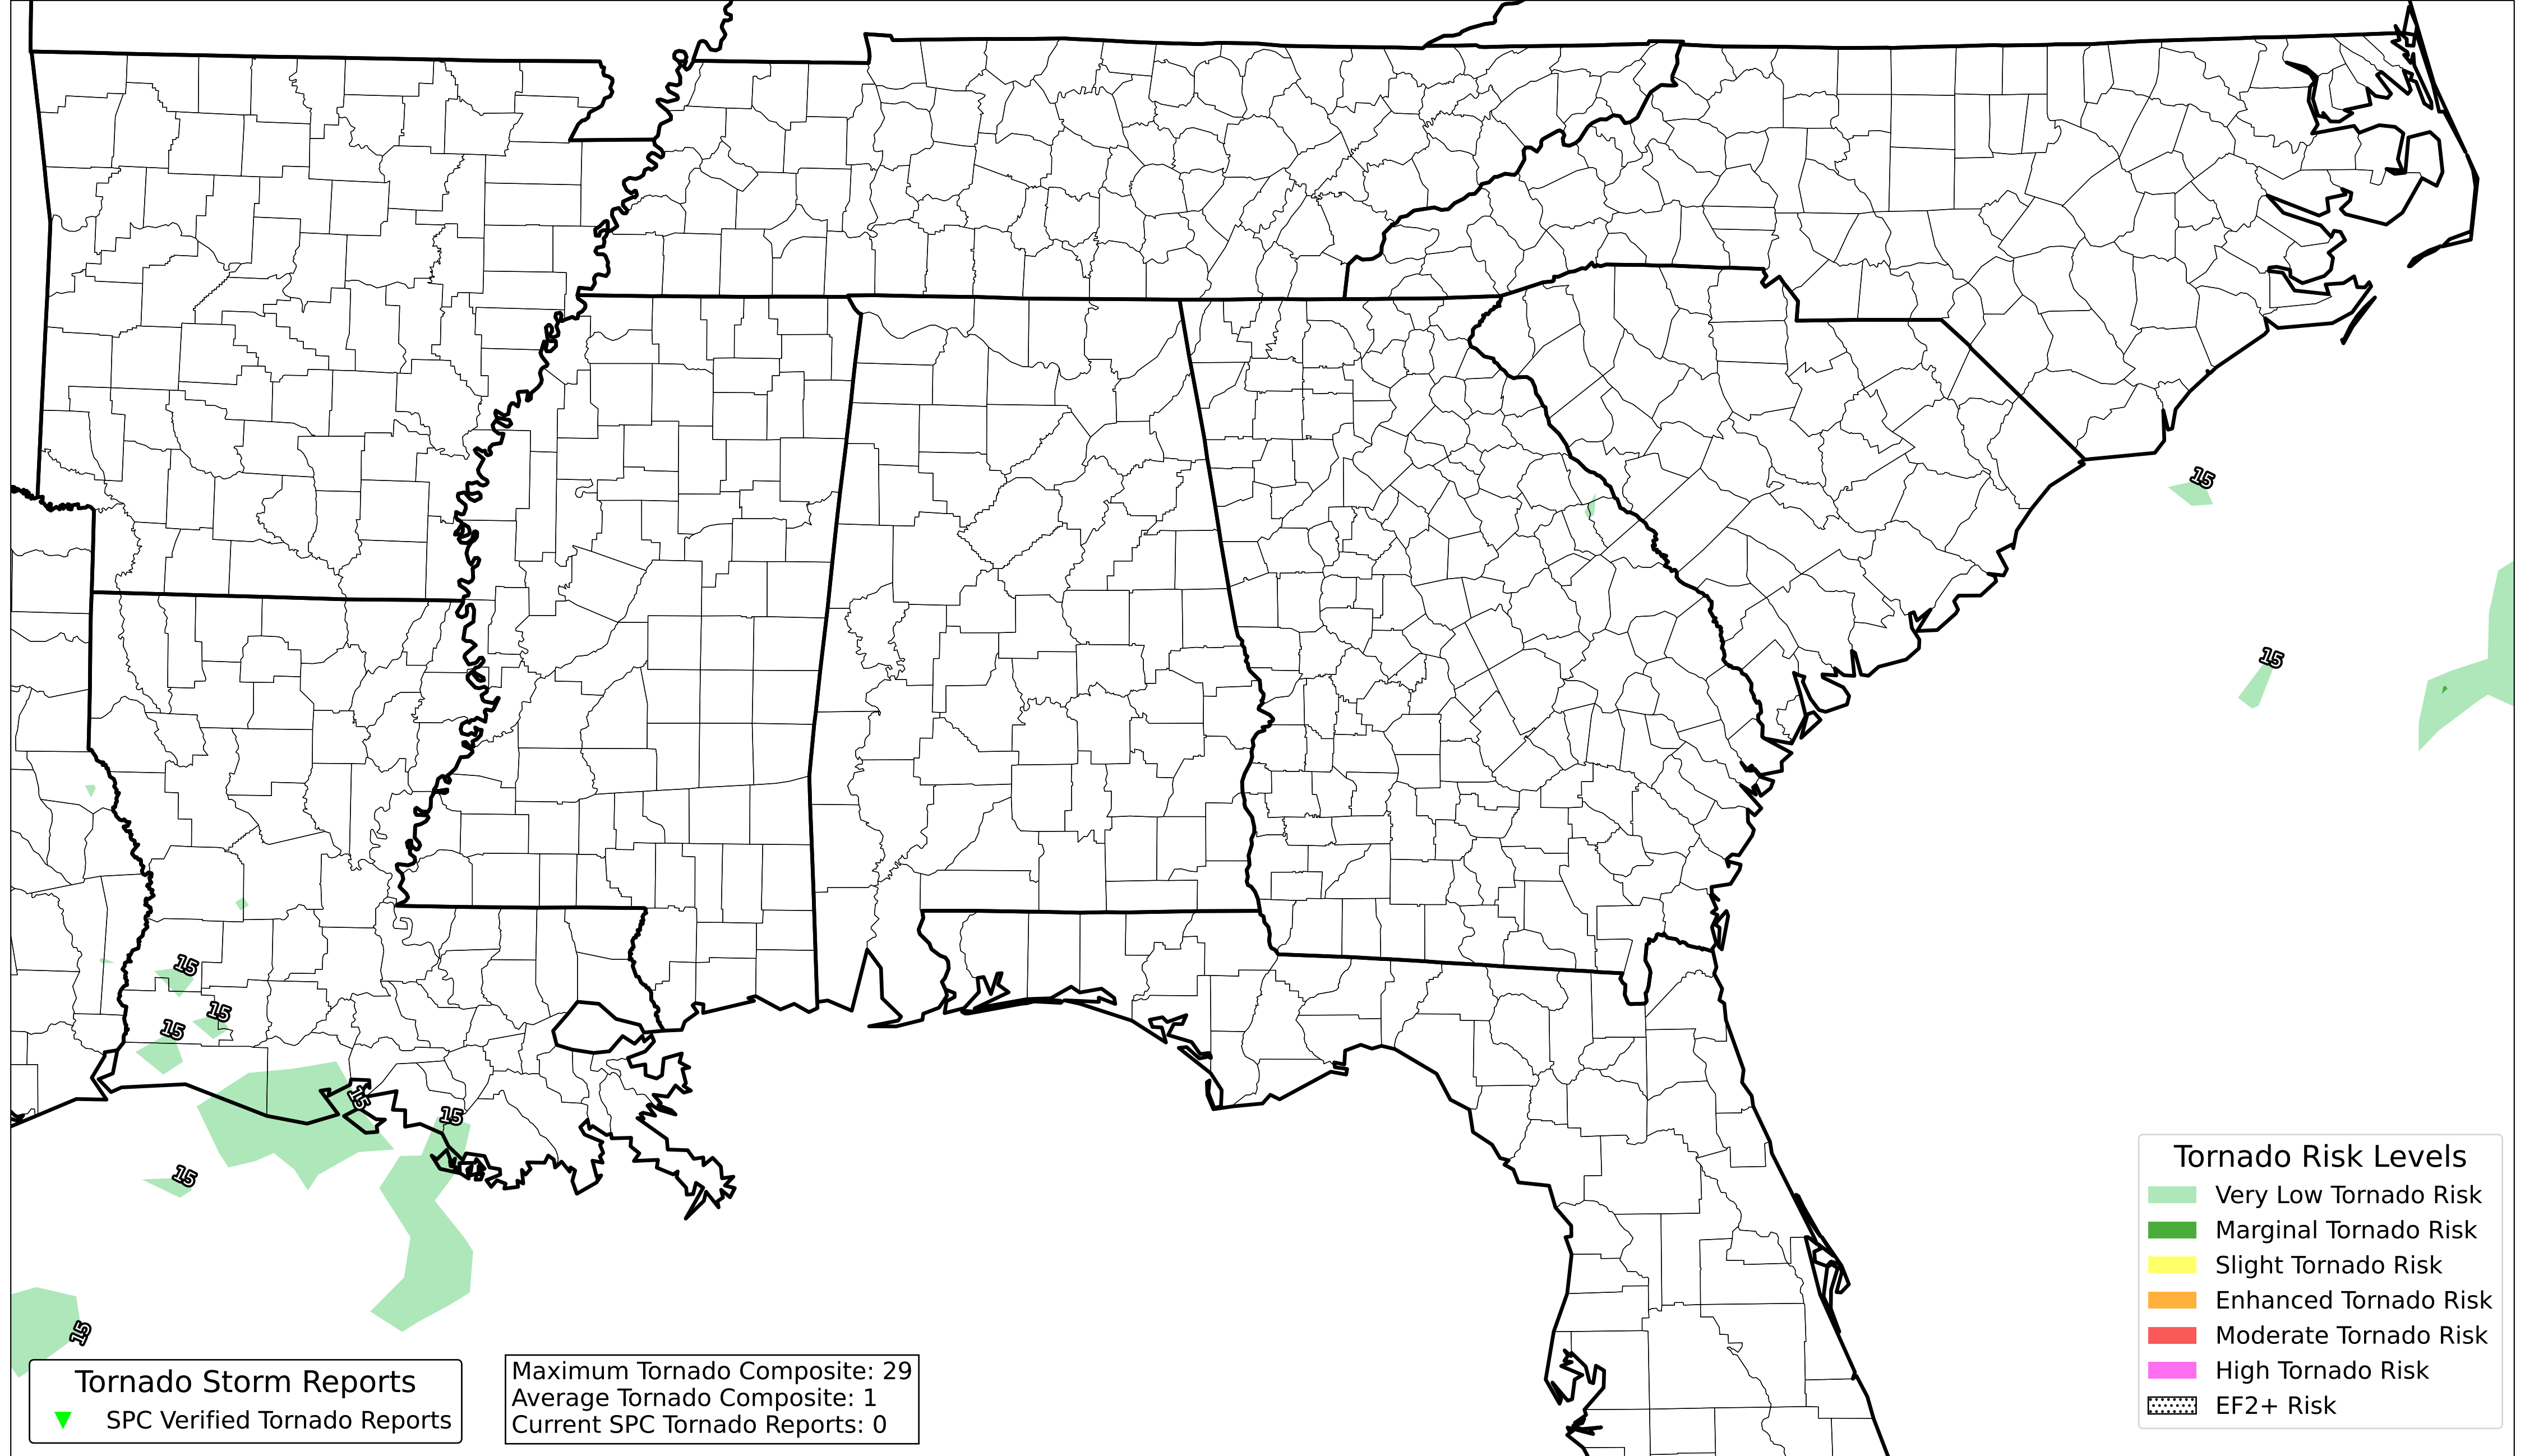 15
15
15
15
15
15
15
15
15
Tornado Storm Reports
SPC Verified Tornado Reports
Maximum Tornado Composite: 29
Average Tornado Composite: 1
Current SPC Tornado Reports: 0
Tornado Risk Levels
Very Low Tornado Risk
Marginal Tornado Risk
Slight Tornado Risk
Enhanced Tornado Risk
Moderate Tornado Risk
High Tornado Risk
EF2+ Risk